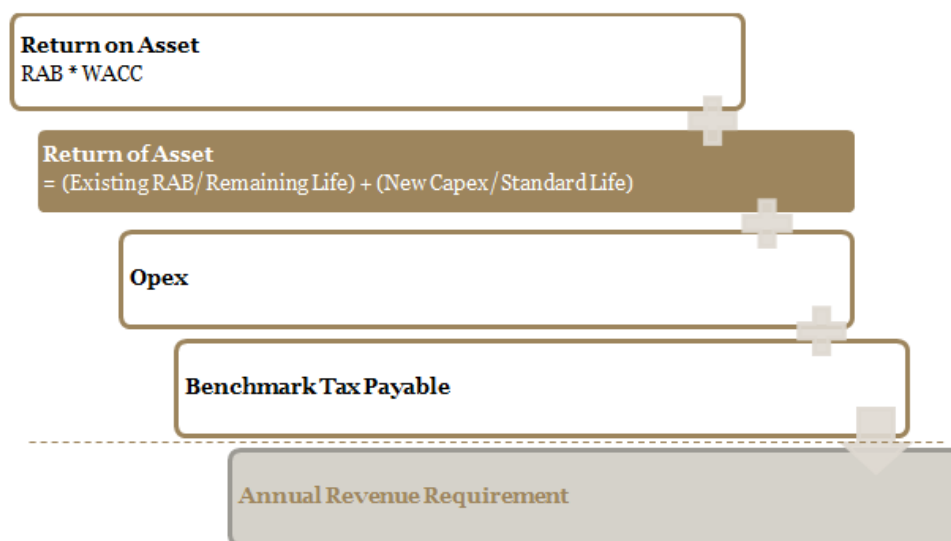 Return on Asset
RAB * WACC
Return of Asset
= (Existing RAB/Remaining Life) + (New Capex/Standard Life)
Opex
Benchmark Tax Payable
Annual Revenue Requirement